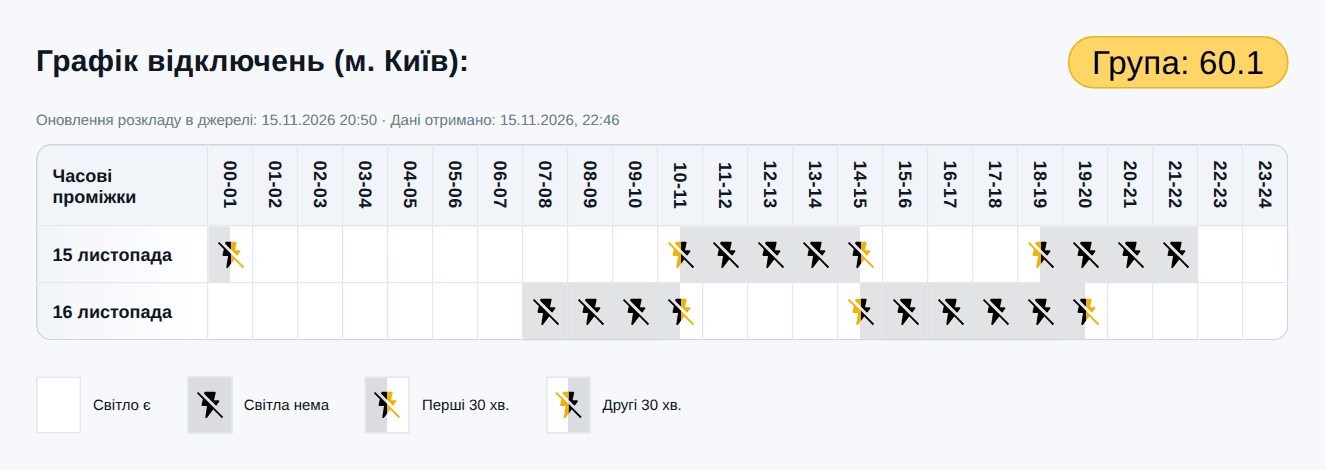 Графік відключень (м. Київ):
Група: 60.1
Оновлення розкладу в джерелі: 15.11.2026 20:50 · Дані отримано: 15.11.2026, 22:46
Часові
проміжки
00-01
01-02
02-03
03-04
04-05
05-06
06-07
07-08
08-09
09-10
10-11
11-12
12-13
13-14
14-15
15-16
16-17
17-18
18-19
19-20
20-21
21-22
22-23
23-24
15 листопада
16 листопада
Світло є
Світла нема
Перші 30 хв.
Другі 30 хв.